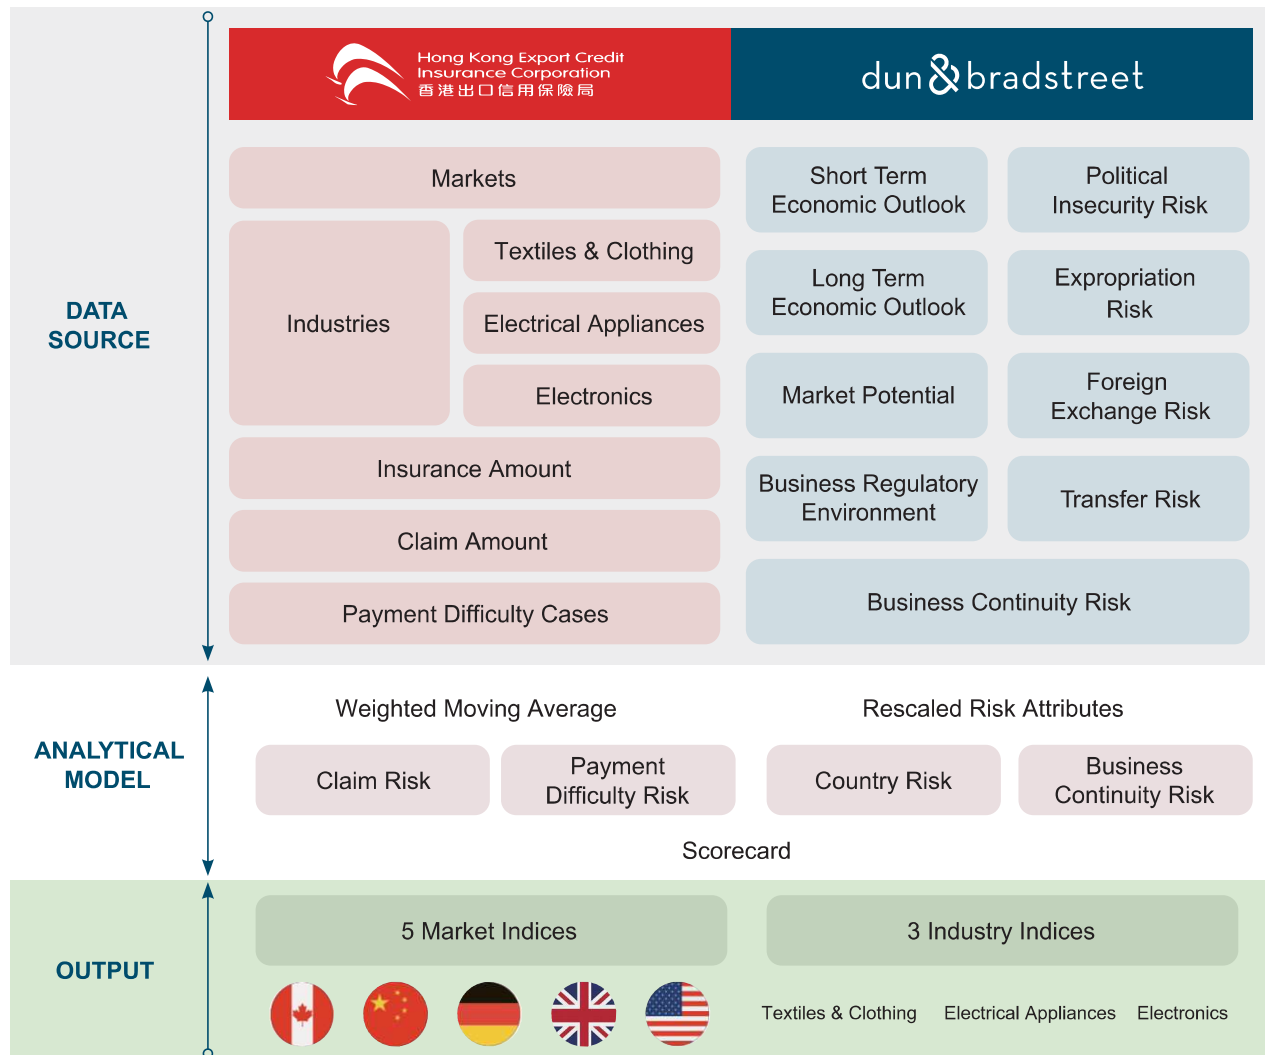 Hong Kong Export Credit
Insurance Corporation
香港出口信用保險局
dun&bradstreet
DATA
SOURCE
Markets
Industries
Textiles & Clothing
Electrical Appliances
Electronics
Insurance Amount
Claim Amount
Payment Difficulty Cases
Short Term
Economic Outlook
Political
Insecurity Risk
Long Term
Economic Outlook
Expropriation
Risk
Market Potential
Foreign
Exchange Risk
Business Regulatory
Environment
Transfer Risk
Business Continuity Risk
ANALYTICAL
MODEL
Weighted Moving Average
Rescaled Risk Attributes
Claim Risk
Payment
Difficulty Risk
Country Risk
Business
Continuity Risk
Scorecard
OUTPUT
5 Market Indices
3 Industry Indices
Textiles & Clothing
Electrical Appliances
Electronics